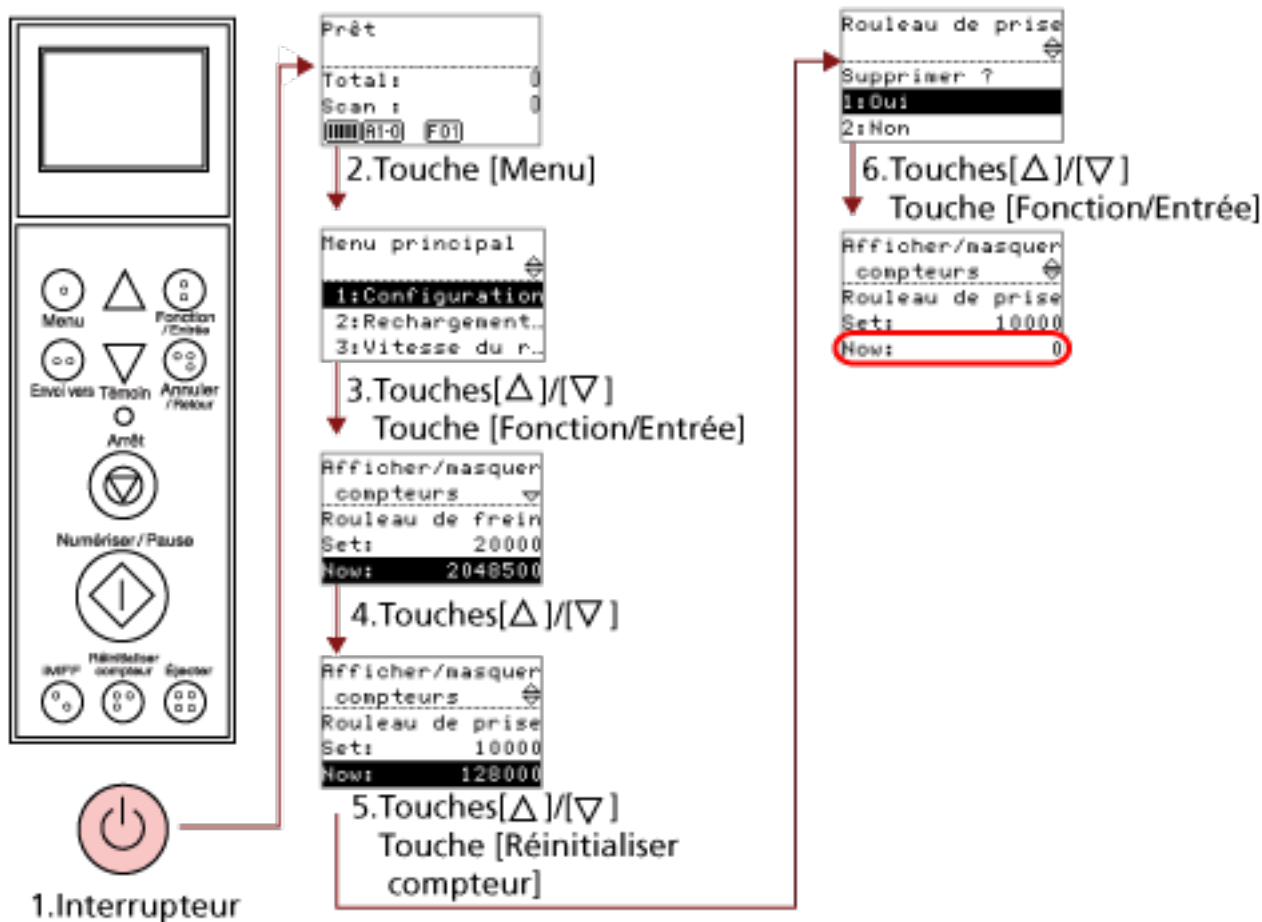 Menu
Fonction
/Entrée
Envoi vers
Témoin
Annuler
/Retour
Arrêt
Numériser / Pause
Réinitialiser
compteur
Éjecter
1.Interrupteur
Prêt
Total: 0
Scan : 0
A1-0 F01
2.Touche [Menu]
Menu principal
1:Configuration
2:Rechargement..
3:Vitesse du r..
3.Touches[△]/[▽]
Touche [Fonction/Entrée]
Afficher/masquer
compteurs
Rouleau de frein
Set: 20000
Now: 2048500
4.Touches[△]/[▽]
Afficher/masquer
compteurs
Rouleau de prise
Set: 10000
Now: 128000
5.Touches[△]/[▽]
Touche [Réinitialiser
compteur]
Rouleau de prise
Supprimer ?
1:Oui
2:Non
6.Touches[△]/[▽]
Touche [Fonction/Entrée]
Afficher/masquer
compteurs
Rouleau de prise
Set: 10000
Now: 0